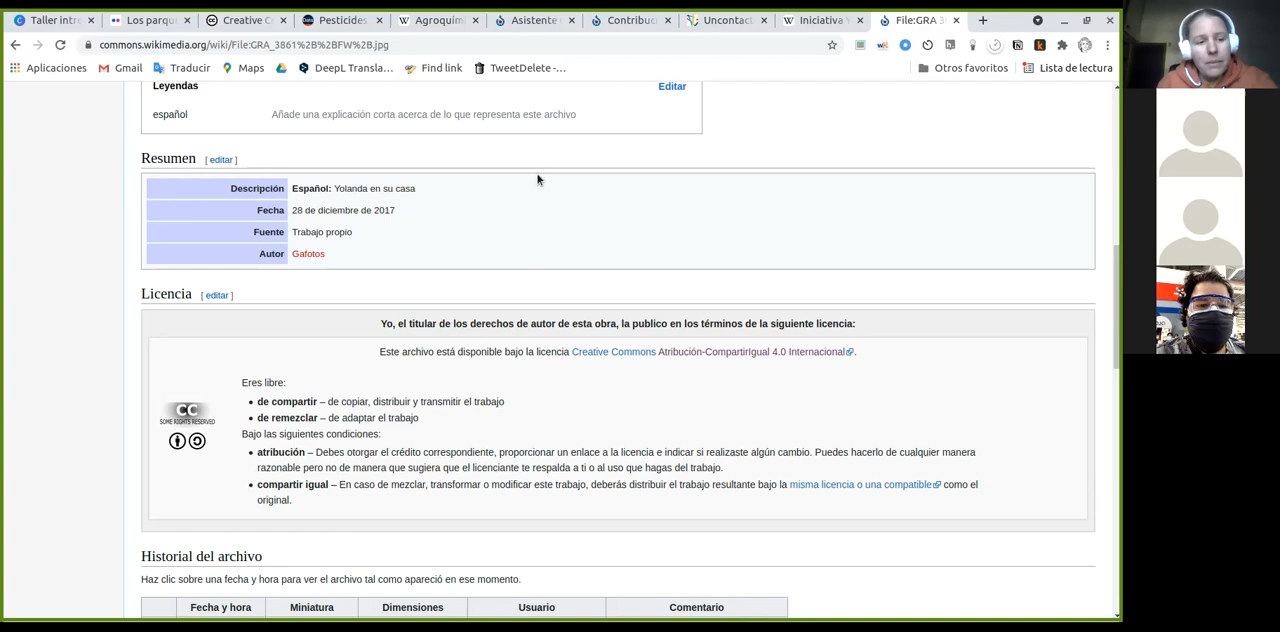 Taller intro
Los parque
Creative C
Pesticides
Agroquím
Asistente d
Contribuc
Uncontact
Iniciativa Y
File:GRA 3
commons.wikimedia.org/wiki/File:GRA_3861%2B%2BFW%2B.jpg
Aplicaciones Gmail Traducir Maps DeepL Transla... Find link TweetDelete -... Otros favoritos Lista de lectura
Leyendas Editar
español Añade una explicación corta acerca de lo que representa este archivo
Resumen [ editar ]
Descripción Español: Yolanda en su casa
Fecha 28 de diciembre de 2017
Fuente Trabajo propio
Autor Gafotos
Licencia [ editar ]
Yo, el titular de los derechos de autor de esta obra, la publico en los términos de la siguiente licencia:
Este archivo está disponible bajo la licencia Creative Commons Atribución-CompartirIgual 4.0 Internacional.
Eres libre:
• de compartir – de copiar, distribuir y transmitir el trabajo
• de remezclar – de adaptar el trabajo
CC
SOME RIGHTS RESERVED
Bajo las siguientes condiciones:
• atribución – Debes otorgar el crédito correspondiente, proporcionar un enlace a la licencia e indicar si realizaste algún cambio. Puedes hacerlo de cualquier manera
razonable pero no de manera que sugiera que el licenciante te respalda a ti o al uso que hagas del trabajo.
• compartir igual – En caso de mezclar, transformar o modificar este trabajo, deberás distribuir el trabajo resultante bajo la misma licencia o una compatible como el
original.
Historial del archivo
Haz clic sobre una fecha y hora para ver el archivo tal como apareció en ese momento.
Fecha y hora Miniatura Dimensiones Usuario Comentario